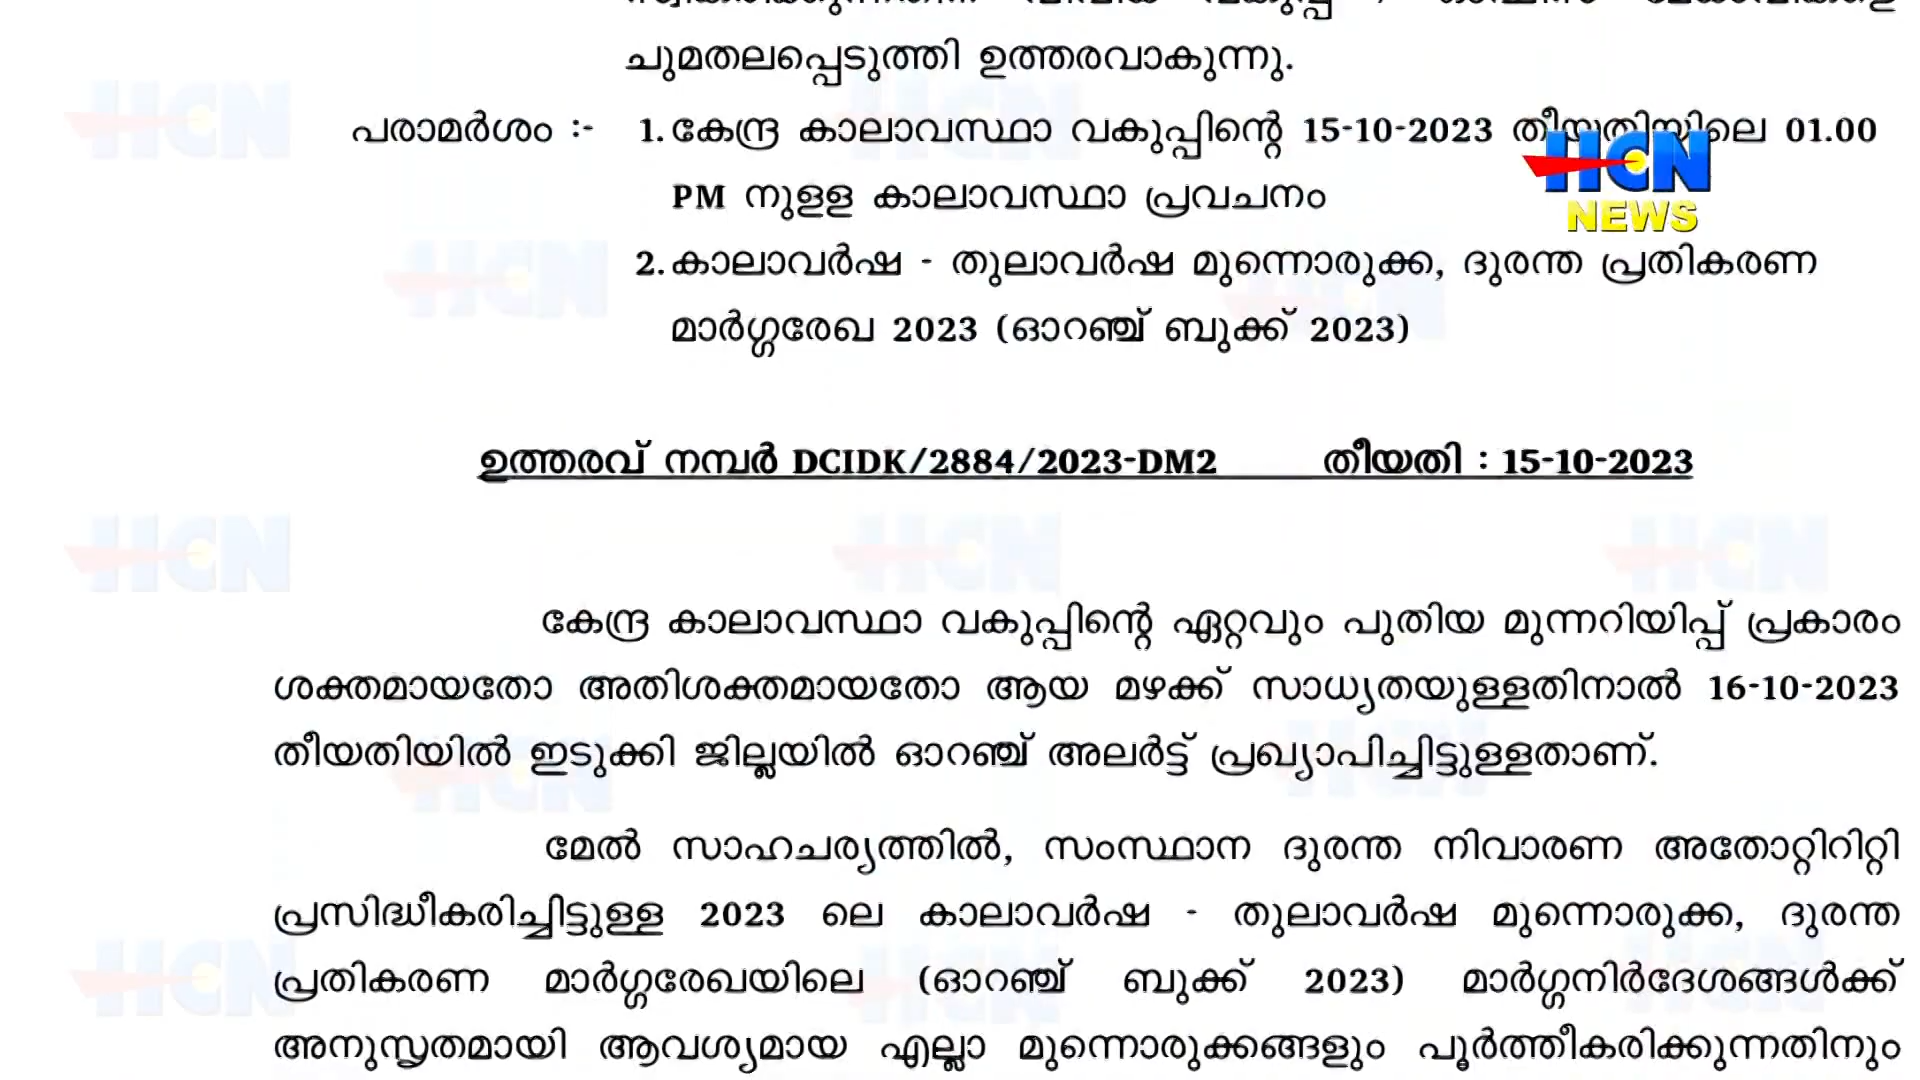 ചുമതലപ്പെടുത്തി ഉത്തരവാകുന്നു.
പരാമർശം :- 1. കേന്ദ്ര കാലാവസ്ഥാ വകുപ്പിന്റെ 15-10-2023 തീയതിയിലെ 01.00
PM നുളള കാലാവസ്ഥാ പ്രവചനം
HCN
NEWS
2. കാലാവർഷ - തുലാവർഷ മുന്നൊരുക്ക, ദുരന്ത പ്രതികരണ
മാർഗ്ഗരേഖ 2023 (ഓറഞ്ച് ബുക്ക് 2023)
ഉത്തരവ് നമ്പർ DCIDK/2884/2023-DM2 തീയതി : 15-10-2023
കേന്ദ്ര കാലാവസ്ഥാ വകുപ്പിന്റെ ഏറ്റവും പുതിയ മുന്നറിയിപ്പ് പ്രകാരം
ശക്തമായതോ അതിശക്തമായതോ ആയ മഴക്ക് സാധ്യതയുള്ളതിനാൽ 16-10-2023
തീയതിയിൽ ഇടുക്കി ജില്ലയിൽ ഓറഞ്ച് അലർട്ട് പ്രഖ്യാപിച്ചിട്ടുള്ളതാണ്.
മേൽ സാഹചര്യത്തിൽ, സംസ്ഥാന ദുരന്ത നിവാരണ അതോറ്റിറിറ്റി
പ്രസിദ്ധീകരിച്ചിട്ടുള്ള 2023 ലെ കാലാവർഷ - തുലാവർഷ മുന്നൊരുക്ക, ദുരന്ത
പ്രതികരണ മാർഗ്ഗരേഖയിലെ (ഓറഞ്ച് ബുക്ക് 2023) മാർഗ്ഗനിർദേശങ്ങൾക്ക്
അനുസൃതമായി ആവശ്യമായ എല്ലാ മുന്നൊരുക്കങ്ങളും പൂർത്തീകരിക്കുന്നതിനും